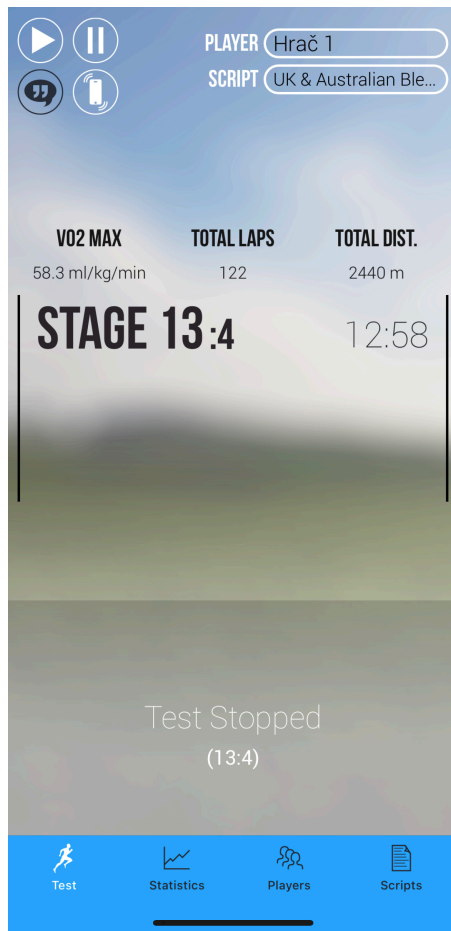 PLAYER Hrač 1
SCRIPT UK & Australian Ble...
VO2 MAX TOTAL LAPS TOTAL DIST.
58.3 ml/kg/min 122 2440 m
STAGE 13:4 12:58
Test Stopped
(13:4)
Test Statistics Players Scripts